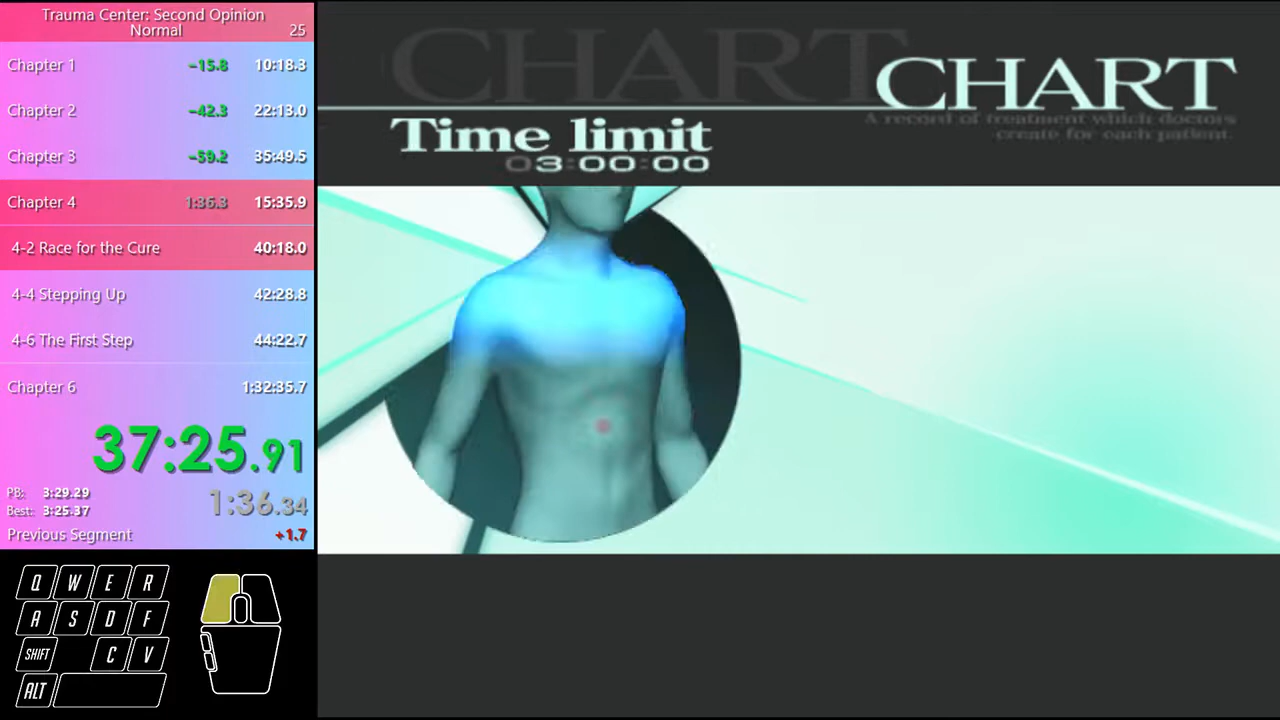 Trauma Center: Second Opinion
Normal 25
Chapter 1 -15.8 10:18.3
Chapter 2 -42.3 22:13.0
Chapter 3 -59.2 35:49.5
Chapter 4 1:36.3 15:35.9
4-2 Race for the Cure 40:18.0
4-4 Stepping Up 42:28.8
4-6 The First Step 44:22.7
Chapter 6 1:32:35.7
37:25.91
PB: 3:29.29
Best: 3:25.37
1:36.34
Previous Segment +1.7
Q W E R
A S D F
SHIFT C V
ALT
CHART
CHART
A record of treatment which doctors
create for each patient.
Time limit
03:00:00